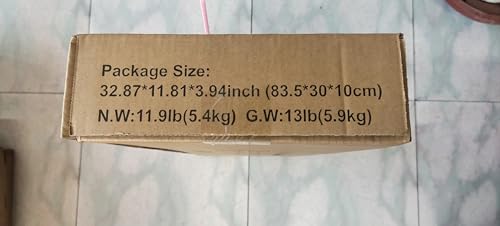 Package Size:
32.87*11.81*3.94inch (83.5*30*10cm)
N.W:11.9lb(5.4kg) G.W:13lb(5.9kg)